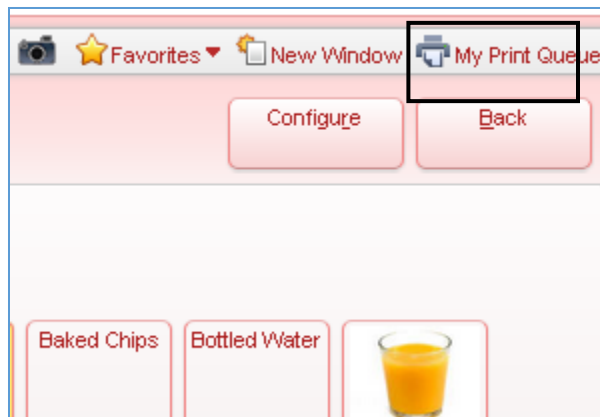 Favorites New Window My Print Queue
Configure Back
Baked Chips Bottled Water